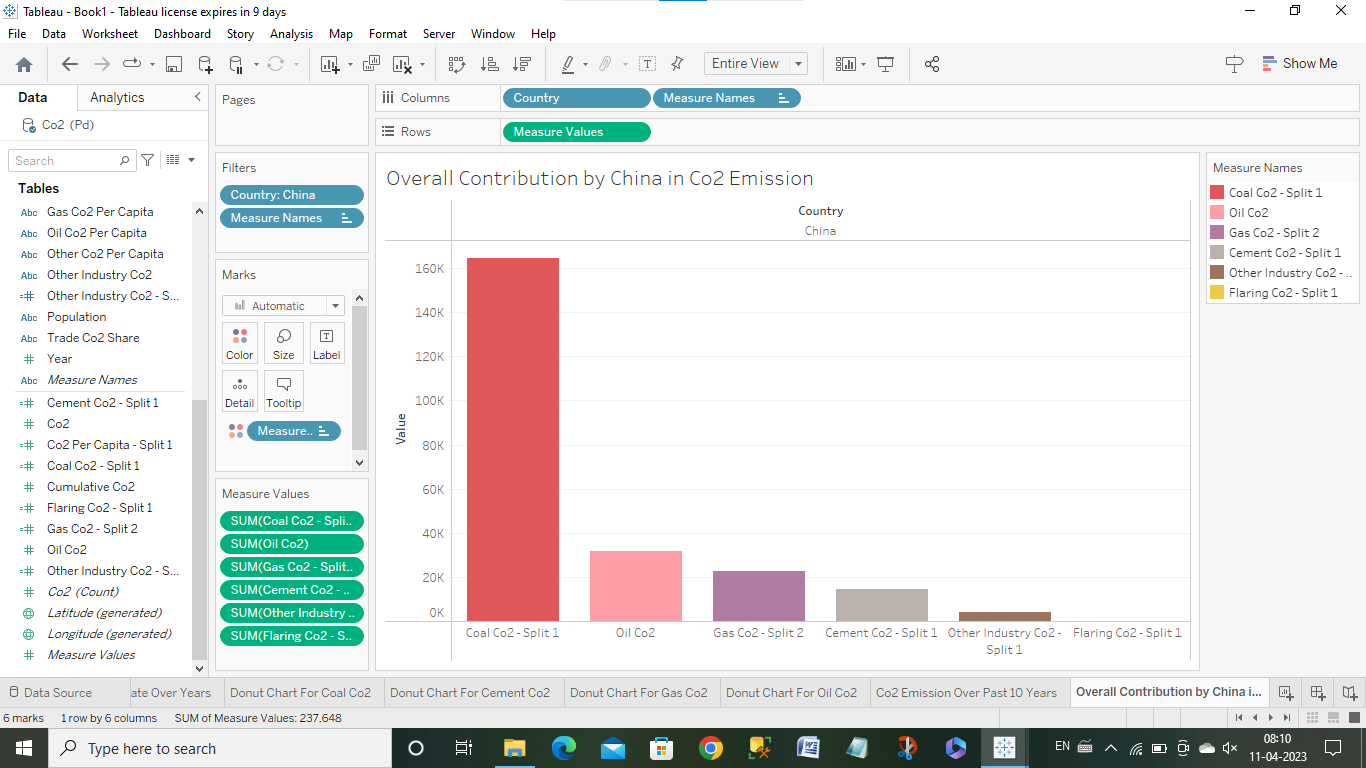 Tableau - Book1 - Tableau license expires in 9 days
File Data Worksheet Dashboard Story Analysis Map Format Server Window Help
Entire View
Show Me
Data Analytics
Co2 (Pd)
Search
Tables
Abc Gas Co2 Per Capita
Abc Oil Co2 Per Capita
Abc Other Co2 Per Capita
Abc Other Industry Co2
=# Other Industry Co2 - S...
Abc Population
Abc Trade Co2 Share
# Year
Abc Measure Names
=# Cement Co2 - Split 1
# Co2
=# Co2 Per Capita - Split 1
=# Coal Co2 - Split 1
# Cumulative Co2
=# Flaring Co2 - Split 1
=# Gas Co2 - Split 2
# Oil Co2
=# Other Industry Co2 - S...
# Co2 (Count)
Latitude (generated)
Longitude (generated)
# Measure Values
Pages
Filters
Country: China
Measure Names
Marks
Automatic
Color Size Label
Detail Tooltip
Measure..
Measure Values
SUM(Coal Co2 - Spli..
SUM(Oil Co2)
SUM(Gas Co2 - Split..
SUM(Cement Co2 - ..
SUM(Other Industry ..
SUM(Flaring Co2 - S..
Columns Country Measure Names
Rows Measure Values
Overall Contribution by China in Co2 Emission
Country
China
Value
160K
140K
120K
100K
80K
60K
40K
20K
0K
Coal Co2 - Split 1 Oil Co2 Gas Co2 - Split 2 Cement Co2 - Split 1 Other Industry Co2 - Flaring Co2 - Split 1
Split 1
Measure Names
Coal Co2 - Split 1
Oil Co2
Gas Co2 - Split 2
Cement Co2 - Split 1
Other Industry Co2 - ..
Flaring Co2 - Split 1
Data Source ate Over Years Donut Chart For Coal Co2 Donut Chart For Cement Co2 Donut Chart For Gas Co2 Donut Chart For Oil Co2 Co2 Emission Over Past 10 Years Overall Contribution by China i...
6 marks 1 row by 6 columns SUM of Measure Values: 237,648
Type here to search
EN
08:10
11-04-2023